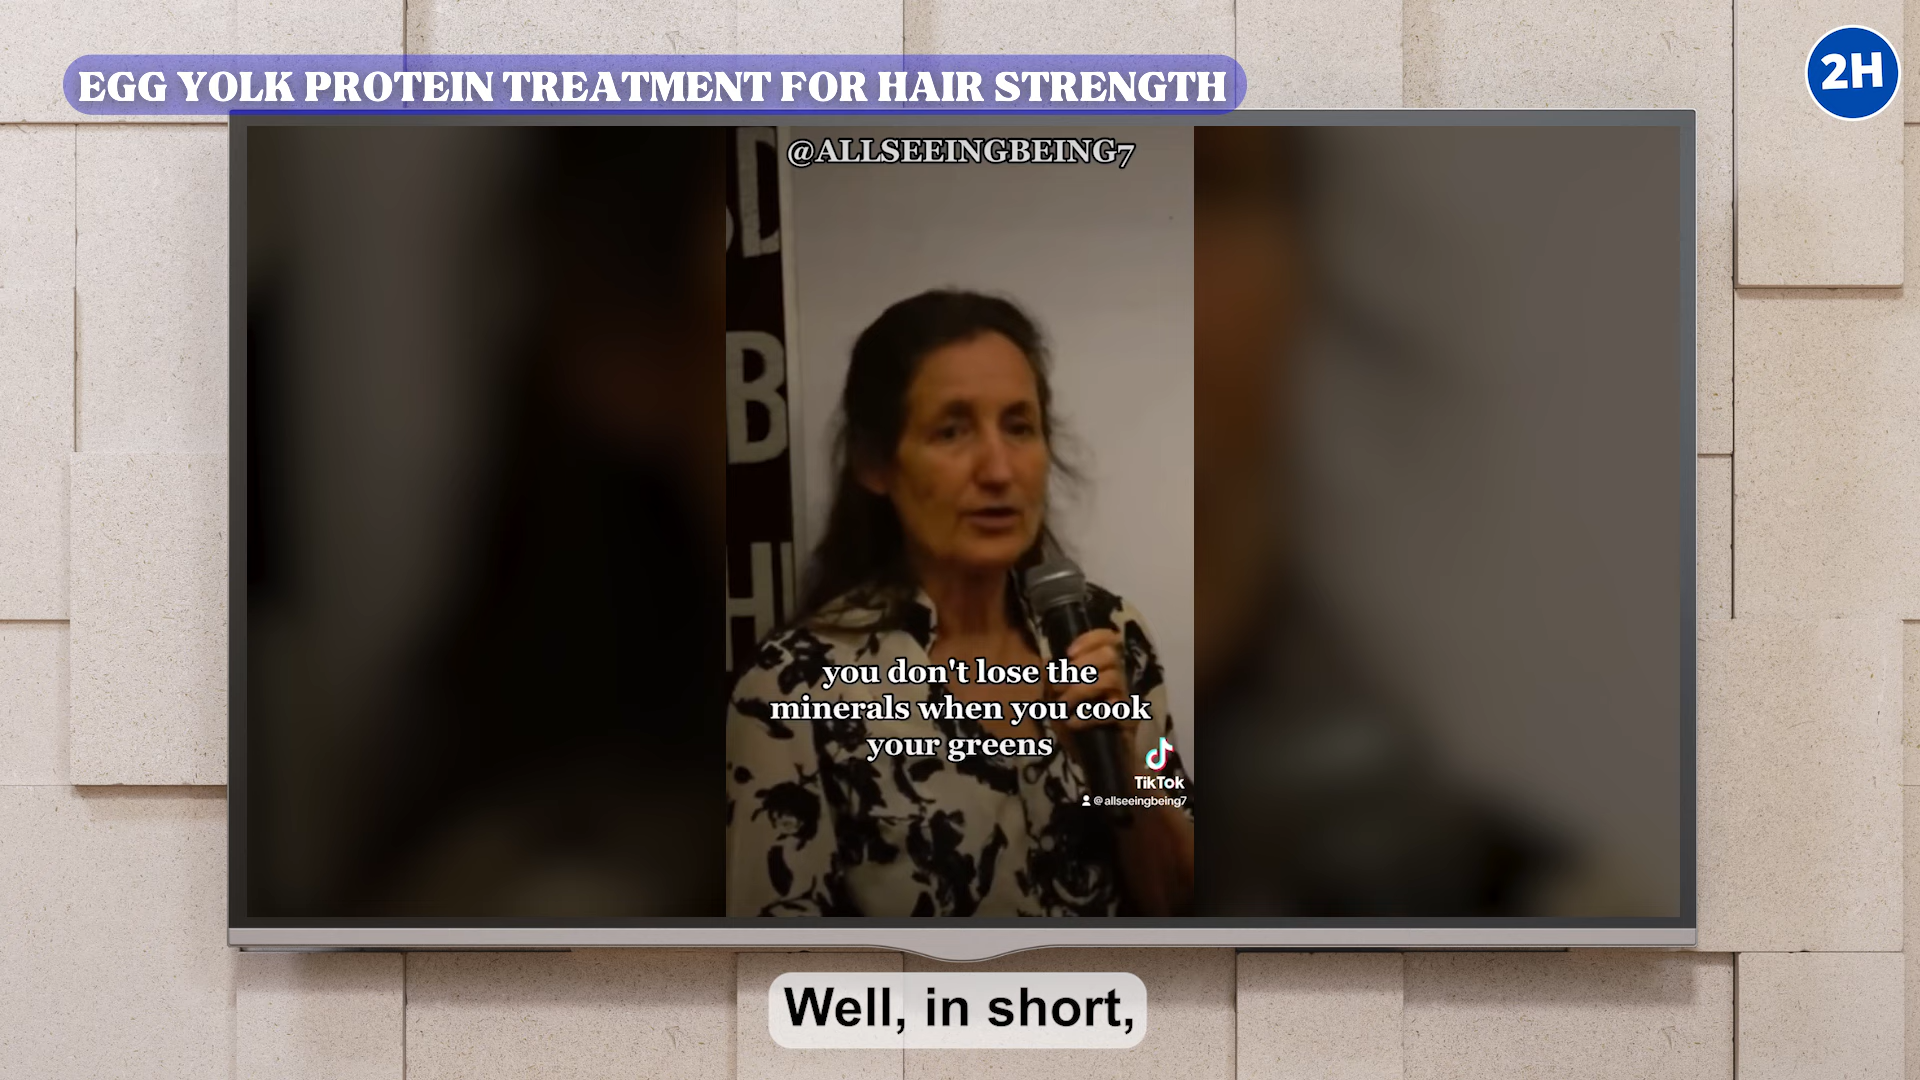 EGG YOLK PROTEIN TREATMENT FOR HAIR STRENGTH
2H
@ALLSEEINGBEING7
B
H
you don't lose the
minerals when you cook
your greens
TikTok
@allseeingbeing7
Well, in short,